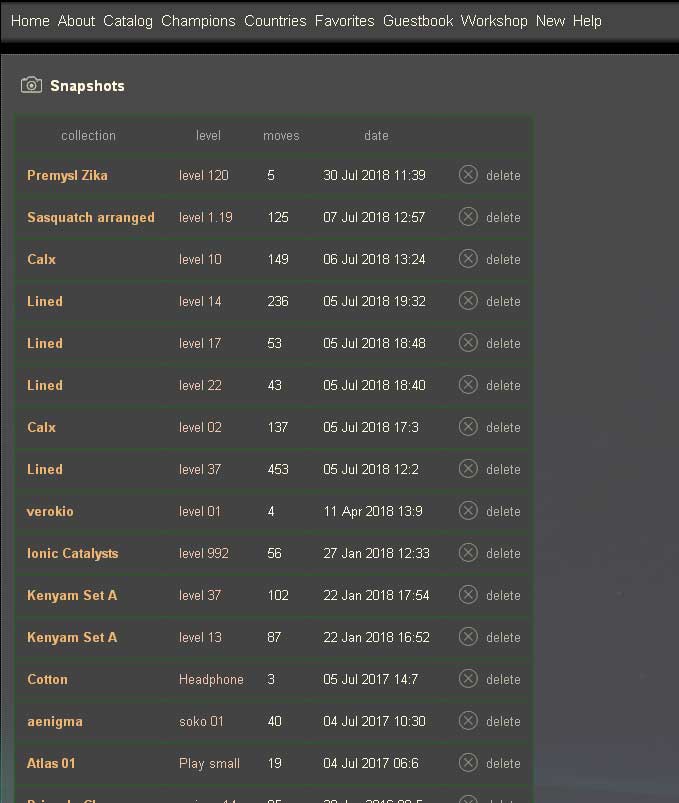 Home About Catalog Champions Countries Favorites Guestbook Workshop New Help
Snapshots
collection level moves date
Premysl Zika level 120 5 30 Jul 2018 11:39 delete
Sasquatch arranged level 1.19 125 07 Jul 2018 12:57 delete
Calx level 10 149 06 Jul 2018 13:24 delete
Lined level 14 236 05 Jul 2018 19:32 delete
Lined level 17 53 05 Jul 2018 18:48 delete
Lined level 22 43 05 Jul 2018 18:40 delete
Calx level 02 137 05 Jul 2018 17:3 delete
Lined level 37 453 05 Jul 2018 12:2 delete
verokio level 01 4 11 Apr 2018 13:9 delete
Ionic Catalysts level 992 56 27 Jan 2018 12:33 delete
Kenyam Set A level 37 102 22 Jan 2018 17:54 delete
Kenyam Set A level 13 87 22 Jan 2018 16:52 delete
Cotton Headphone 3 05 Jul 2017 14:7 delete
aenigma soko 01 40 04 Jul 2017 10:30 delete
Atlas 01 Play small 19 04 Jul 2017 06:6 delete
delete